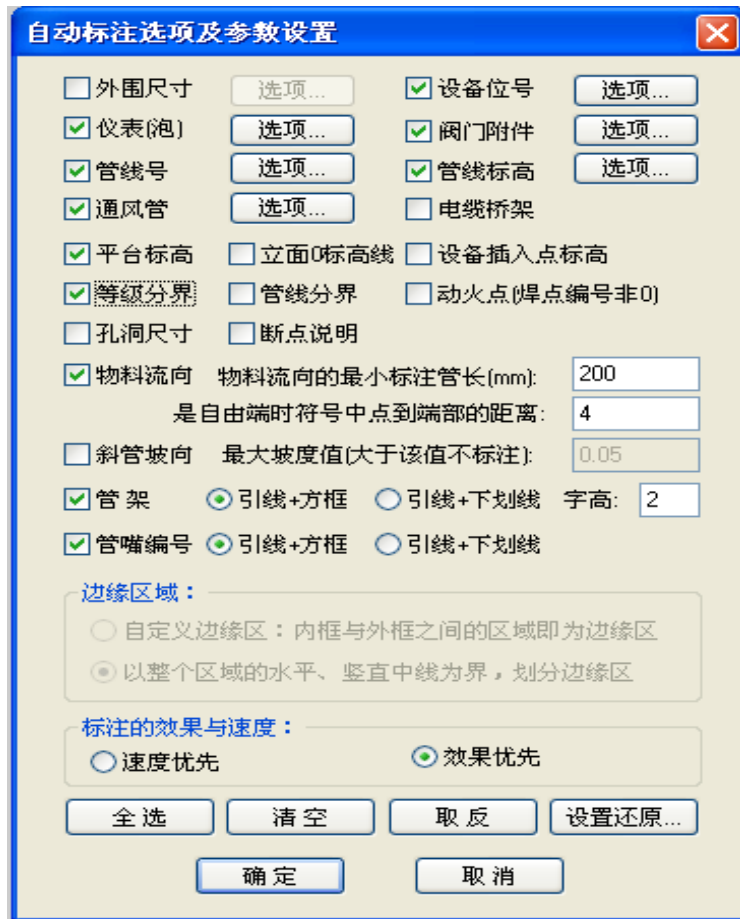 自动标注选项及参数设置
外围尺寸 选项... 设备位号 选项...
仪表(泡) 选项... 阀门附件 选项...
管线号 选项... 管线标高 选项...
通风管 选项... 电缆桥架
平台标高 立面0标高线 设备插入点标高
等级分界 管线分界 动火点(焊点编号非0)
孔洞尺寸 断点说明
物料流向 物料流向的最小标注管长(mm): 200
是自由端时符号中点到端部的距离: 4
斜管坡向 最大坡度值(大于该值不标注): 0.05
管 架 引线+方框 引线+下划线 字高: 2
管嘴编号 引线+方框 引线+下划线
边缘区域：
自定义边缘区：内框与外框之间的区域即为边缘区
以整个区域的水平、竖直中线为界，划分边缘区
标注的效果与速度：
速度优先 效果优先
全 选 清 空 取 反 设置还原...
确 定 取 消